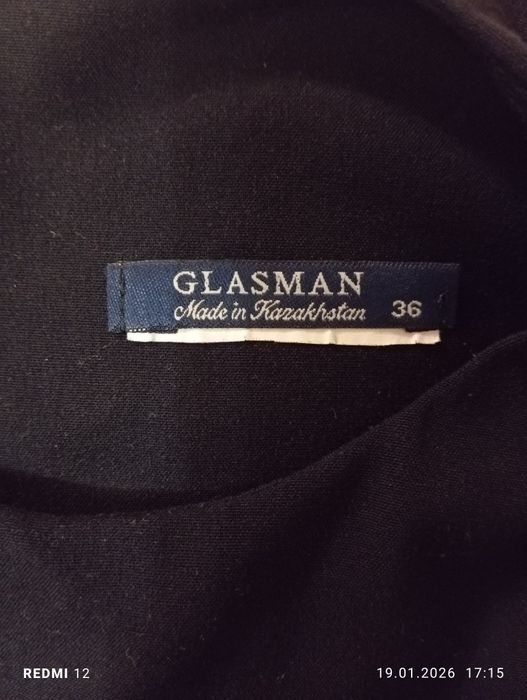 GLASMAN
Made in Kazakhstan 36
REDMI 12
19.01.2026 17:15